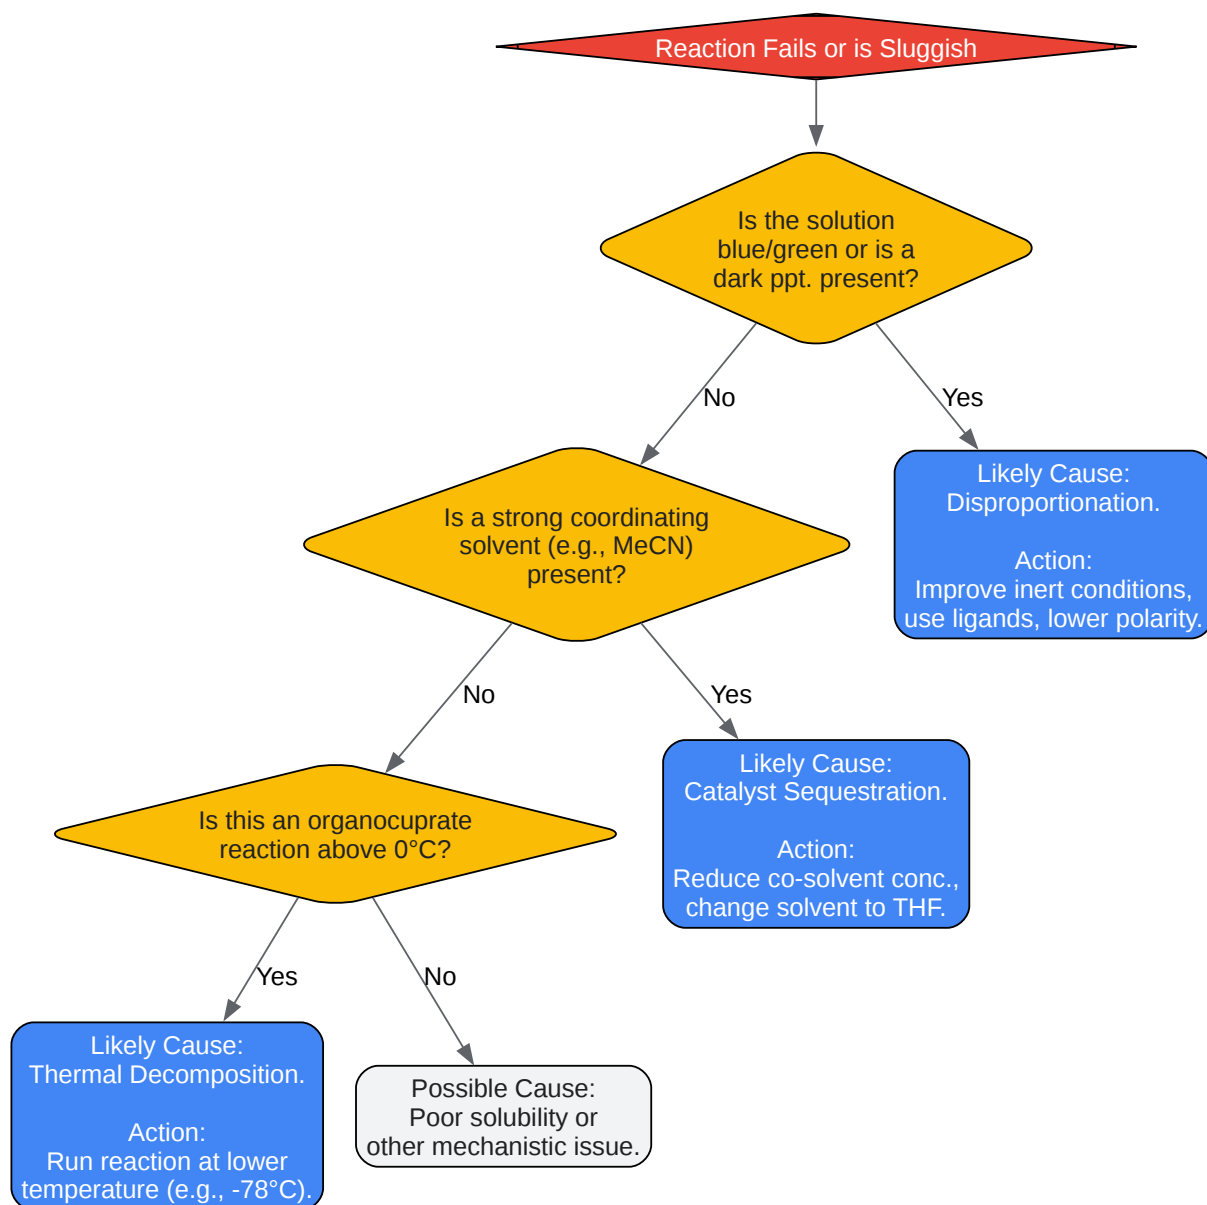 Reaction Fails or is Sluggish
Is the solution
blue/green or is a
dark ppt. present?
No
Yes
Likely Cause:
Disproportionation.
Action:
Improve inert conditions,
use ligands, lower polarity.
Is a strong coordinating
solvent (e.g., MeCN)
present?
No
Yes
Likely Cause:
Catalyst Sequestration.
Action:
Reduce co-solvent conc.,
change solvent to THF.
Is this an organocuprate
reaction above 0°C?
Yes
No
Likely Cause:
Thermal Decomposition.
Action:
Run reaction at lower
temperature (e.g., -78°C).
Possible Cause:
Poor solubility or
other mechanistic issue.